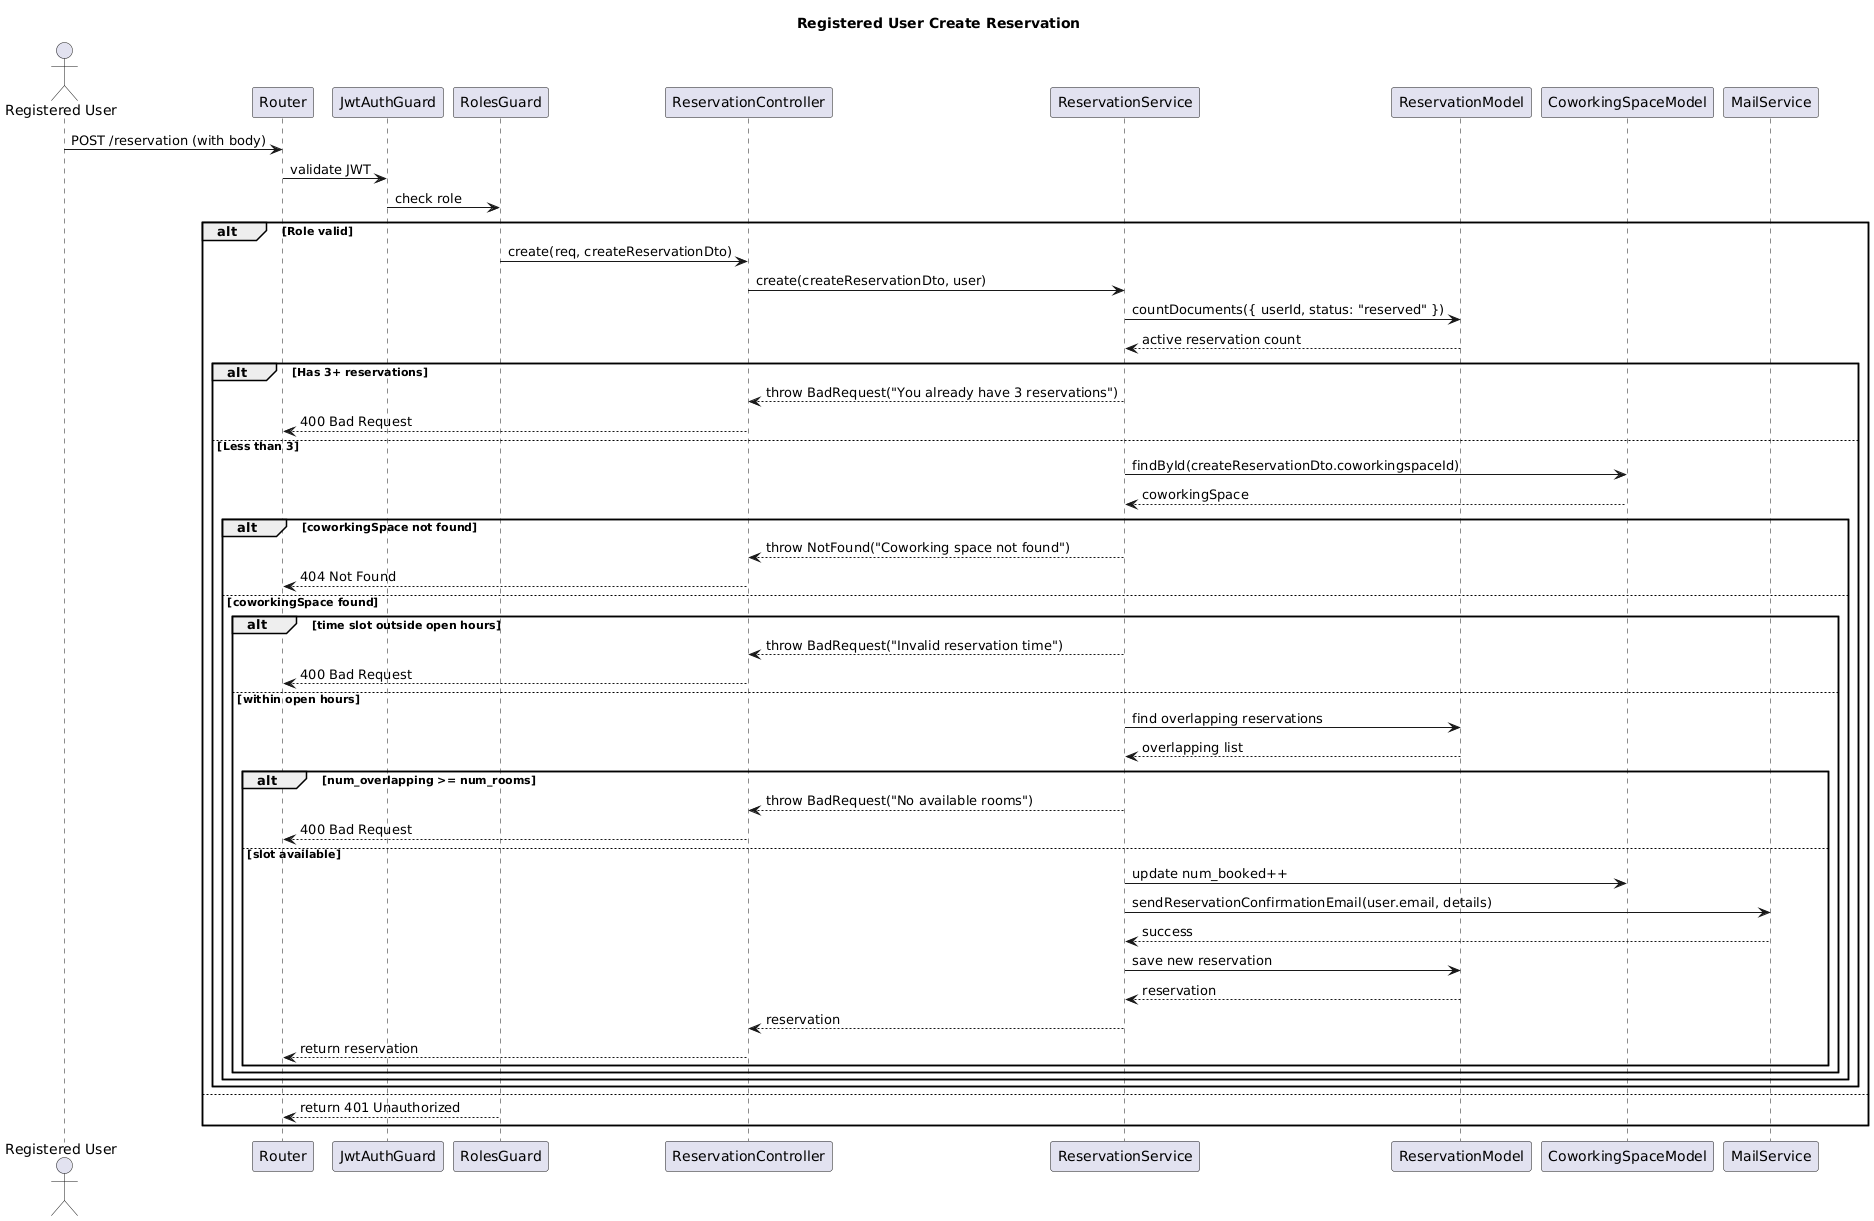 Registered User Create Reservation
Registered User
Router
JwtAuthGuard
RolesGuard
ReservationController
ReservationService
ReservationModel
CoworkingSpaceModel
MailService
POST /reservation (with body)
validate JWT
check role
alt [Role valid]
create(req, createReservationDto)
create(createReservationDto, user)
countDocuments({ userId, status: "reserved" })
active reservation count
alt [Has 3+ reservations]
throw BadRequest("You already have 3 reservations")
400 Bad Request
[Less than 3]
findById(createReservationDto.coworkingspaceId)
coworkingSpace
alt [coworkingSpace not found]
throw NotFound("Coworking space not found")
404 Not Found
[coworkingSpace found]
alt [time slot outside open hours]
throw BadRequest("Invalid reservation time")
400 Bad Request
[within open hours]
find overlapping reservations
overlapping list
alt [num_overlapping >= num_rooms]
throw BadRequest("No available rooms")
400 Bad Request
[slot available]
update num_booked++
sendReservationConfirmationEmail(user.email, details)
success
save new reservation
reservation
reservation
return reservation
return 401 Unauthorized
Registered User
Router
JwtAuthGuard
RolesGuard
ReservationController
ReservationService
ReservationModel
CoworkingSpaceModel
MailService